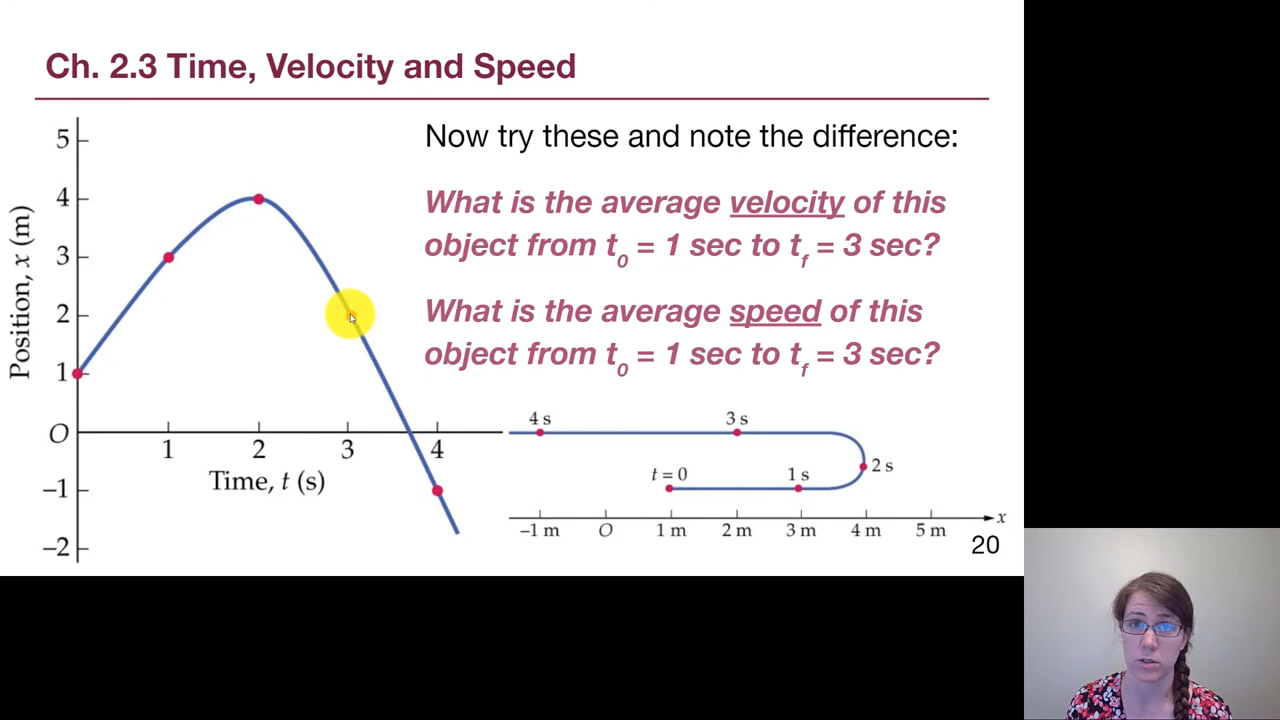 Ch. 2.3 Time, Velocity and Speed
5
4
3
2
1
O
−1
−2
Position, x (m)
1 2 3 4
Time, t (s)
Now try these and note the difference:
What is the average velocity of this
object from t₀ = 1 sec to t_f = 3 sec?
What is the average speed of this
object from t₀ = 1 sec to t_f = 3 sec?
4 s 3 s
2 s
t = 0 1 s
−1 m O 1 m 2 m 3 m 4 m 5 m x
20